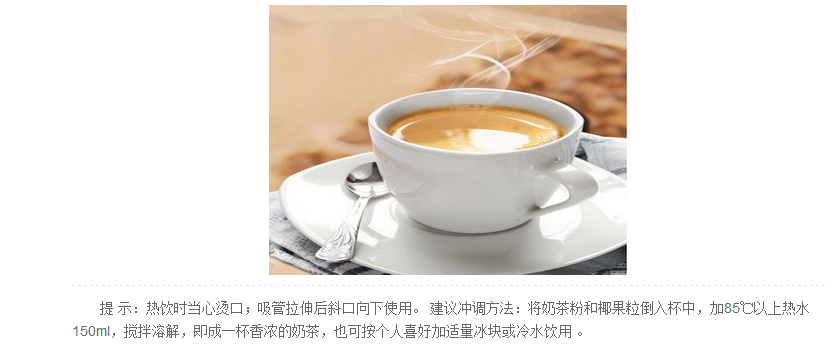 提 示：热饮时当心烫口；吸管拉伸后斜口向下使用。 建议冲调方法：将奶茶粉和椰果粒倒入杯中，加85℃以上热水
150ml，搅拌溶解，即成一杯香浓的奶茶，也可按个人喜好加适量冰块或冷水饮用 。